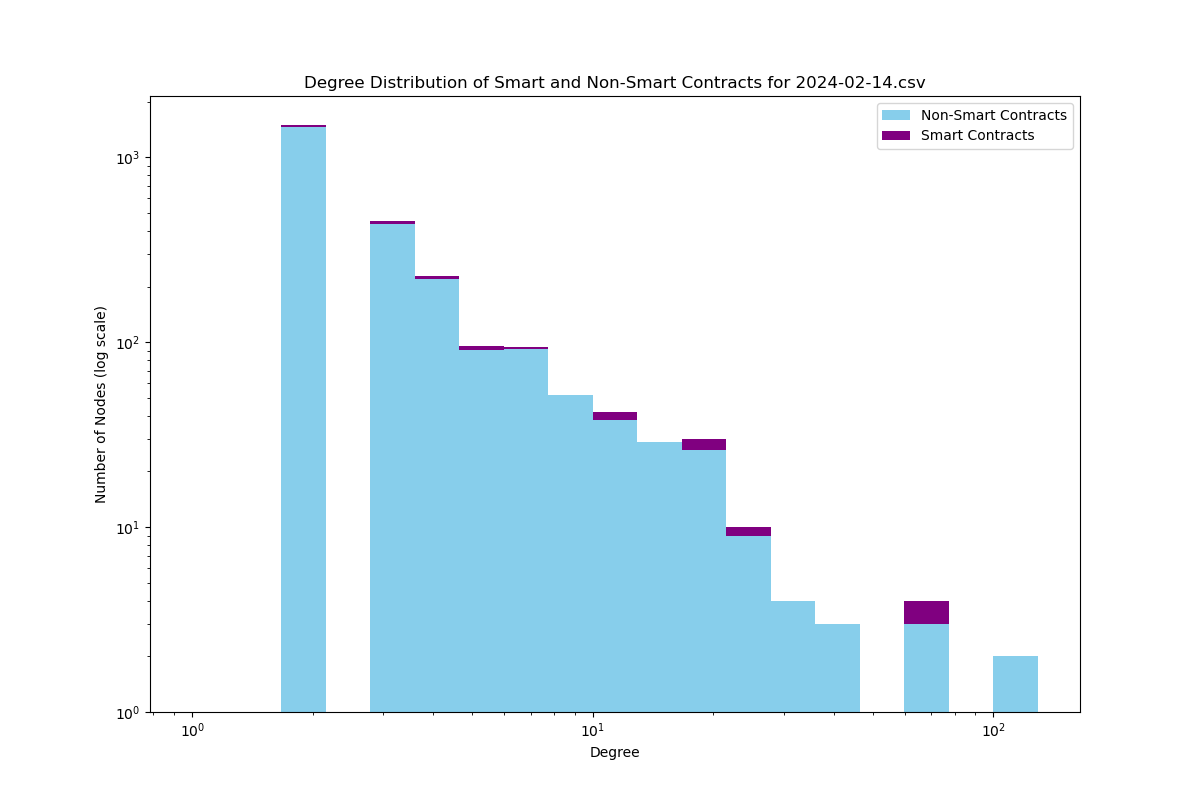 Degree Distribution of Smart and Non-Smart Contracts for 2024-02-14.csv
Non-Smart Contracts
Smart Contracts
Number of Nodes (log scale)
10³
10²
10¹
10⁰
10⁰ 10¹ 10²
Degree